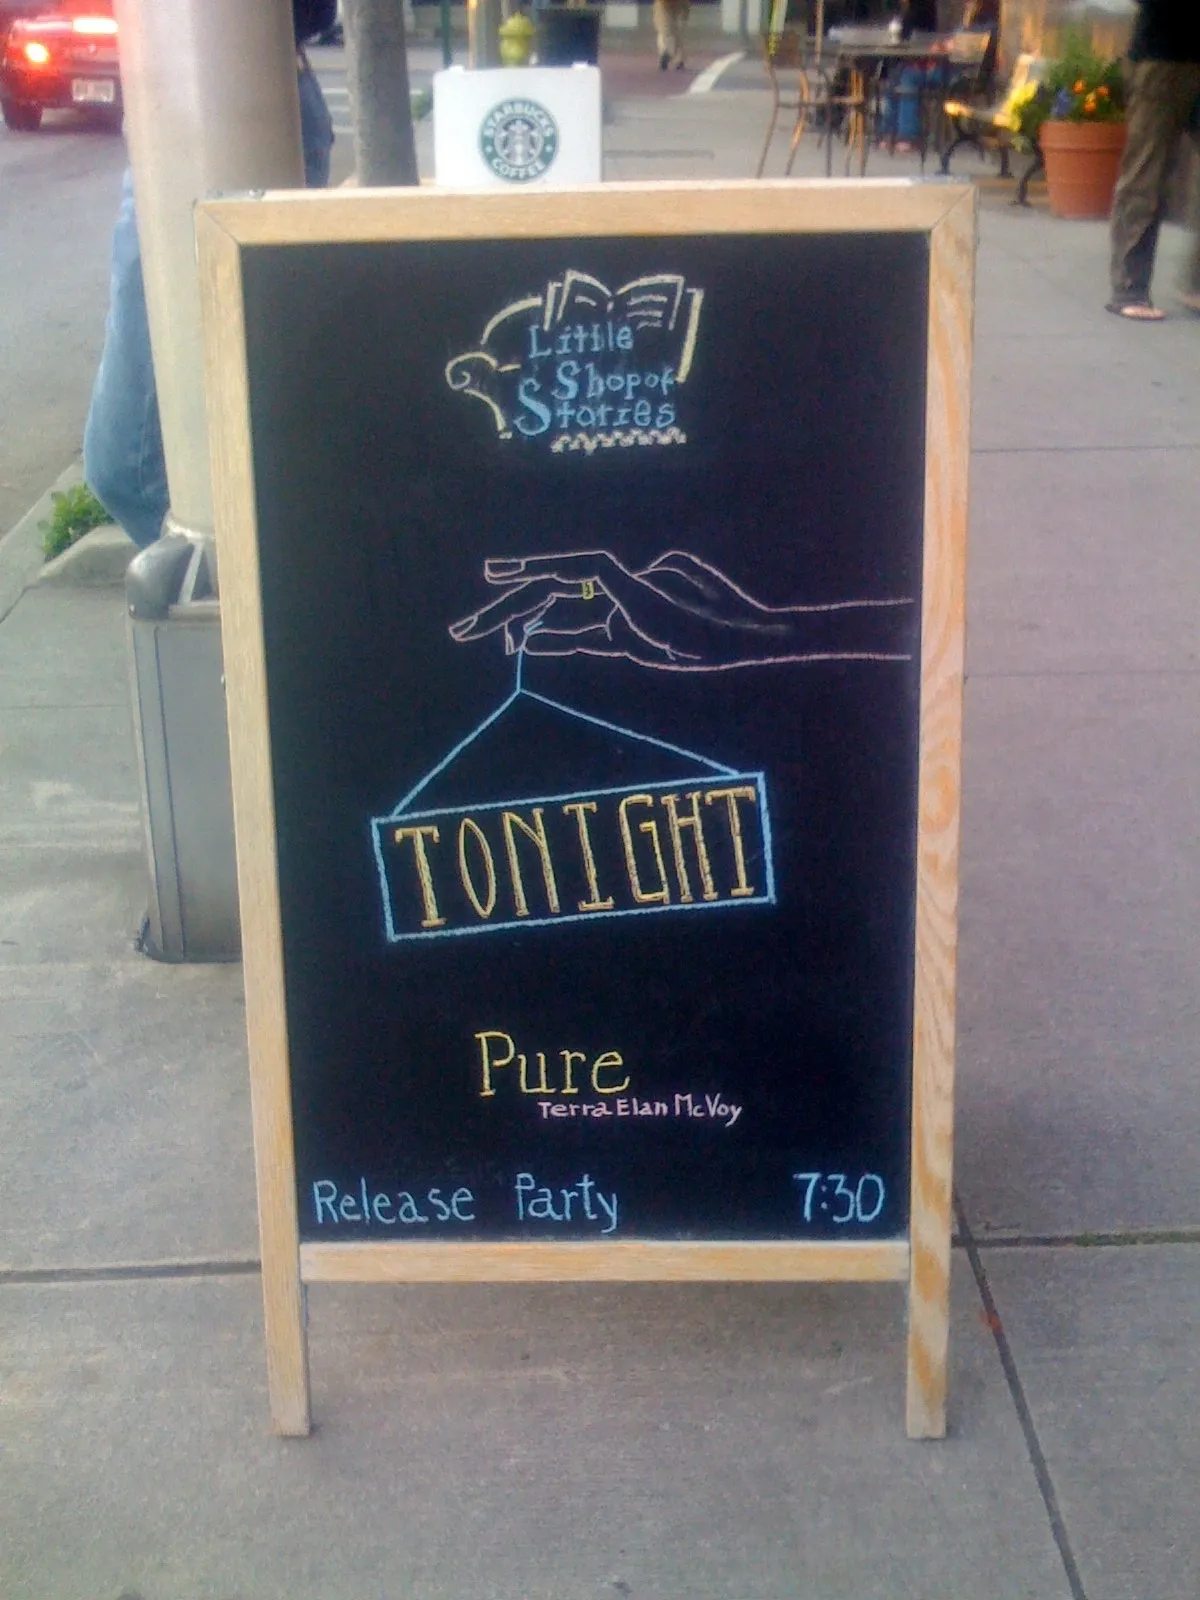 STARBUCKS
COFFEE
Little
Shop of
Stories
TONIGHT
Pure
Terra Elan McVoy
Release Party 7:30